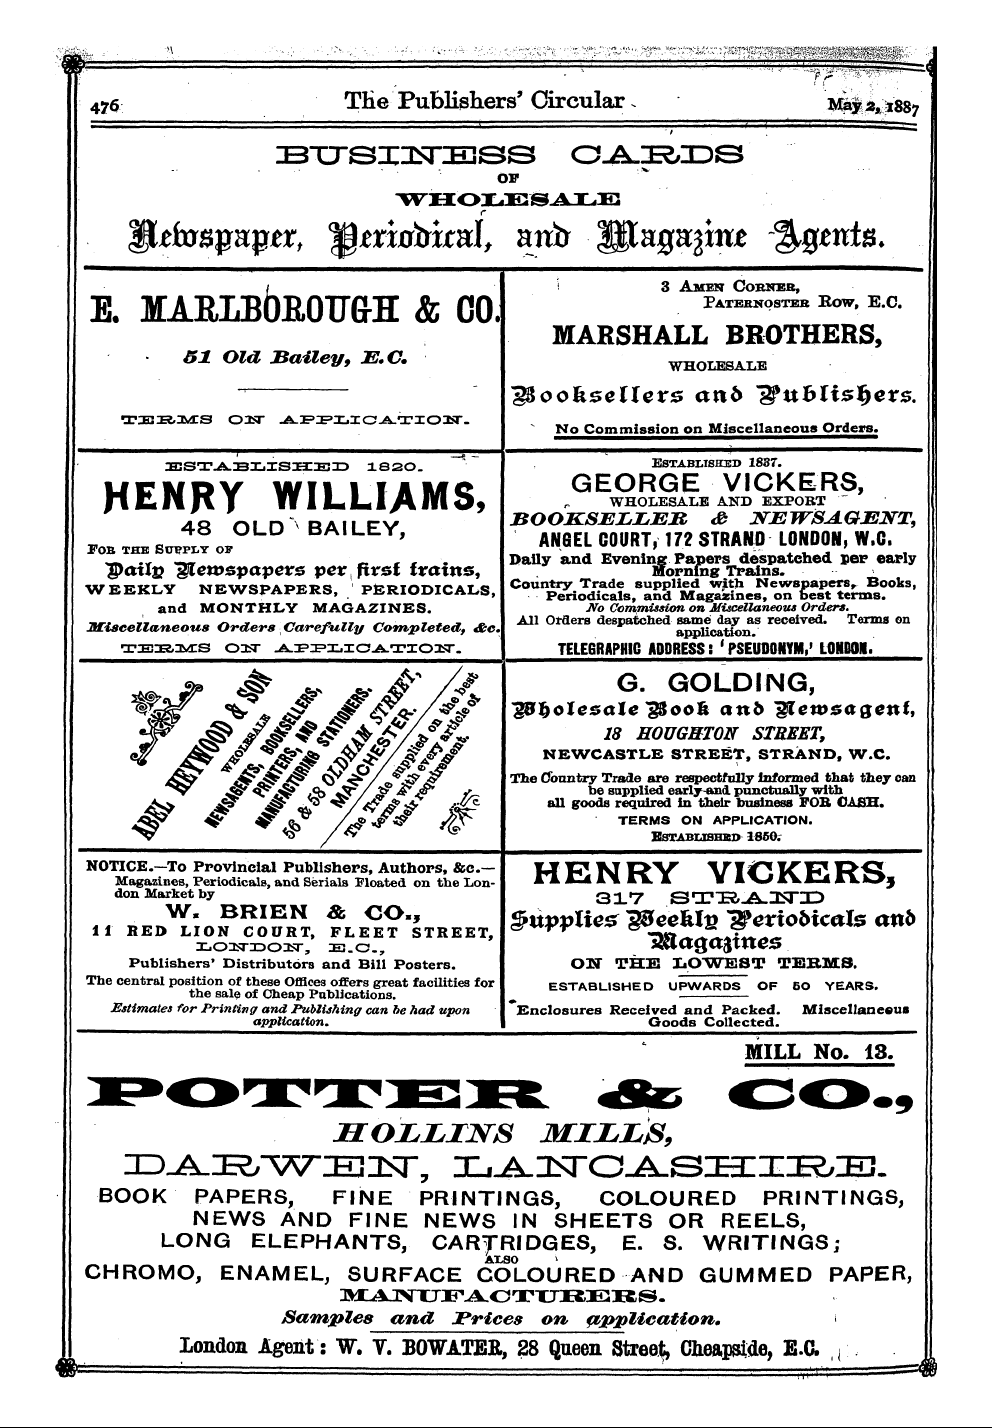 476
The Publishers' Circular
May 2, 1887
BUSINESS CARDS
OF
WHOLESALE
Newspaper, Periodical, and Magazine Agents.
E. MARLBOROUGH & CO.
51 Old Bailey, E.C.
TERMS ON APPLICATION.
3 AMEN CORNER,
PATERNOSTER ROW, E.C.
MARSHALL BROTHERS,
WHOLESALE
Booksellers and Publishers.
No Commission on Miscellaneous Orders.
ESTABLISHED 1820.
HENRY WILLIAMS,
48 OLD BAILEY,
FOR THE SUPPLY OF
Daily Newspapers per first trains,
WEEKLY NEWSPAPERS, PERIODICALS,
and MONTHLY MAGAZINES.
Miscellaneous Orders Carefully Completed, &c.
TERMS ON APPLICATION.
ESTABLISHED 1837.
GEORGE VICKERS,
WHOLESALE AND EXPORT
BOOKSELLER & NEWSAGENT,
ANGEL COURT, 172 STRAND LONDON, W.C.
Daily and Evening Papers despatched per early
Morning Trains.
Country Trade supplied with Newspapers, Books,
Periodicals, and Magazines, on best terms.
No Commission on Miscellaneous Orders.
All Orders despatched same day as received. Terms on
application.
TELEGRAPHIC ADDRESS: 'PSEUDONYM,' LONDON.
ABEL HEYWOOD & SON
WHOLESALE
NEWSAGENTS, BOOKSELLERS,
PRINTERS, AND
MANUFACTURING STATIONERS.
56 & 58 OLDHAM STREET,
MANCHESTER.
The Trade supplied on the best
terms with every article of
their requirement.
G. GOLDING,
Wholesale Book and Newsagent,
18 HOUGHTON STREET,
NEWCASTLE STREET, STRAND, W.C.
The Country Trade are respectfully informed that they can
be supplied early and punctually with
all goods required in their business FOR CASH.
TERMS ON APPLICATION.
ESTABLISHED 1850.
NOTICE.—To Provincial Publishers, Authors, &c.—
Magazines, Periodicals, and Serials Floated on the Lon-
don Market by
W. BRIEN & CO.,
11 RED LION COURT, FLEET STREET,
LONDON, E.C.,
Publishers' Distributors and Bill Posters.
The central position of these Offices offers great facilities for
the sale of Cheap Publications.
Estimates for Printing and Publishing can be had upon
application.
HENRY VICKERS,
317 STRAND
Supplies Weekly Periodicals and
Magazines
ON THE LOWEST TERMS.
ESTABLISHED UPWARDS OF 50 YEARS.
Enclosures Received and Packed. Miscellaneous
Goods Collected.
MILL No. 13.
POTTER & CO.,
HOLLINS MILLS,
DARWEN, LANCASHIRE.
BOOK PAPERS, FINE PRINTINGS, COLOURED PRINTINGS,
NEWS AND FINE NEWS IN SHEETS OR REELS,
LONG ELEPHANTS, CARTRIDGES, E. S. WRITINGS;
ALSO
CHROMO, ENAMEL, SURFACE COLOURED AND GUMMED PAPER,
MANUFACTURERS.
Samples and Prices on application.
London Agent: W. V. BOWATER, 28 Queen Street, Cheapside, E.C.